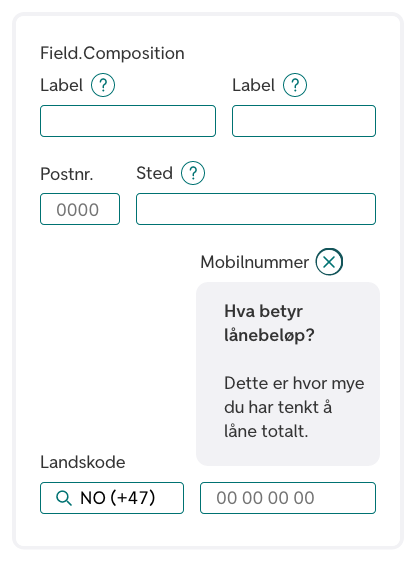 Field.Composition
Label ? Label ?
Postnr. Sted ?
0000
Mobilnummer
Hva betyr
lånebeløp?
Dette er hvor mye
du har tenkt å
låne totalt.
Landskode
NO (+47) 00 00 00 00